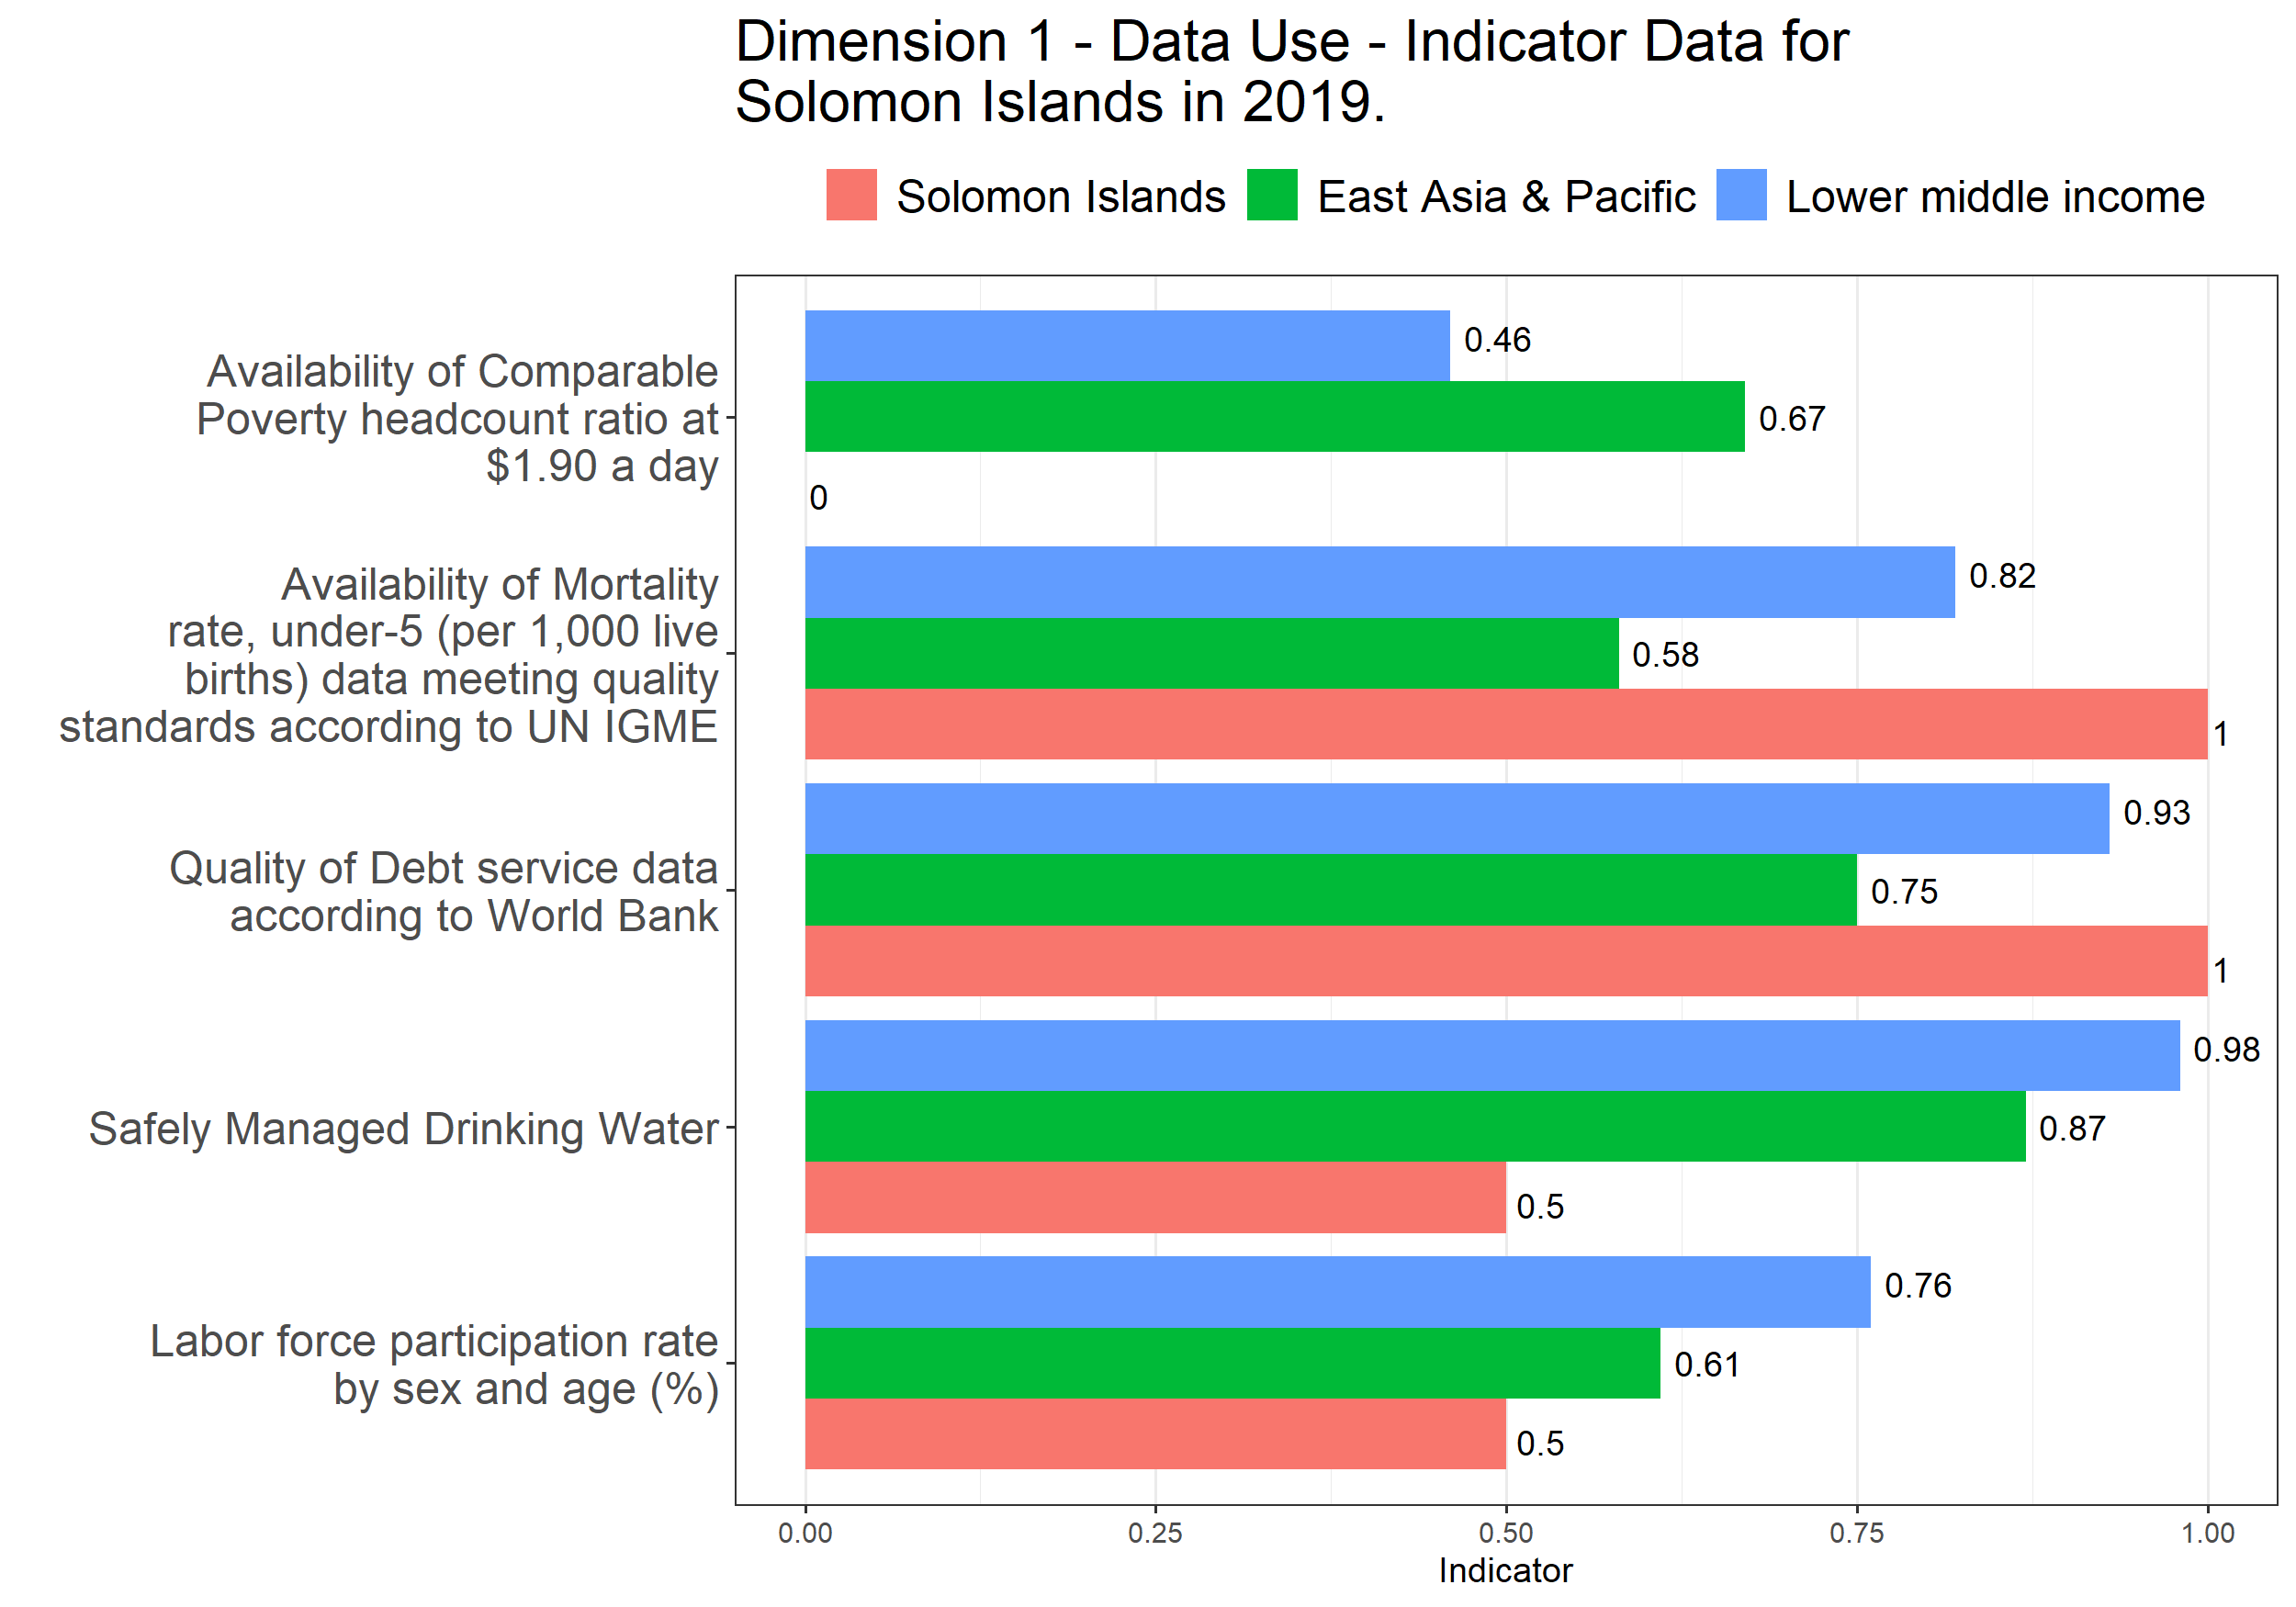 Dimension 1 - Data Use - Indicator Data for
Solomon Islands in 2019.
Solomon Islands
East Asia & Pacific
Lower middle income
Availability of Comparable
Poverty headcount ratio at
$1.90 a day
0.46
0.67
0
Availability of Mortality
rate, under-5 (per 1,000 live
births) data meeting quality
standards according to UN IGME
0.82
0.58
1
Quality of Debt service data
according to World Bank
0.93
0.75
1
Safely Managed Drinking Water
0.98
0.87
0.5
Labor force participation rate
by sex and age (%)
0.76
0.61
0.5
0.00
0.25
0.50
0.75
1.00
Indicator